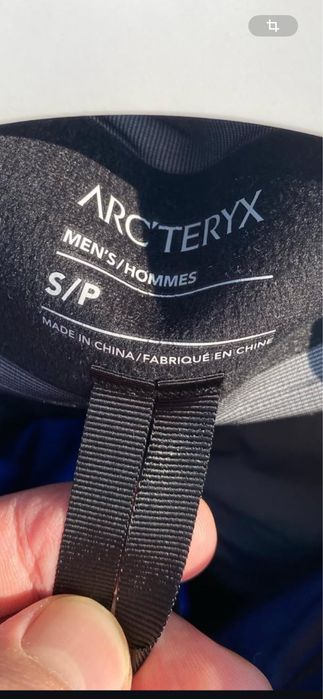 ARC'TERYX
MEN'S/HOMMES
S/P
MADE IN CHINA/FABRIQUÉ EN CHINE